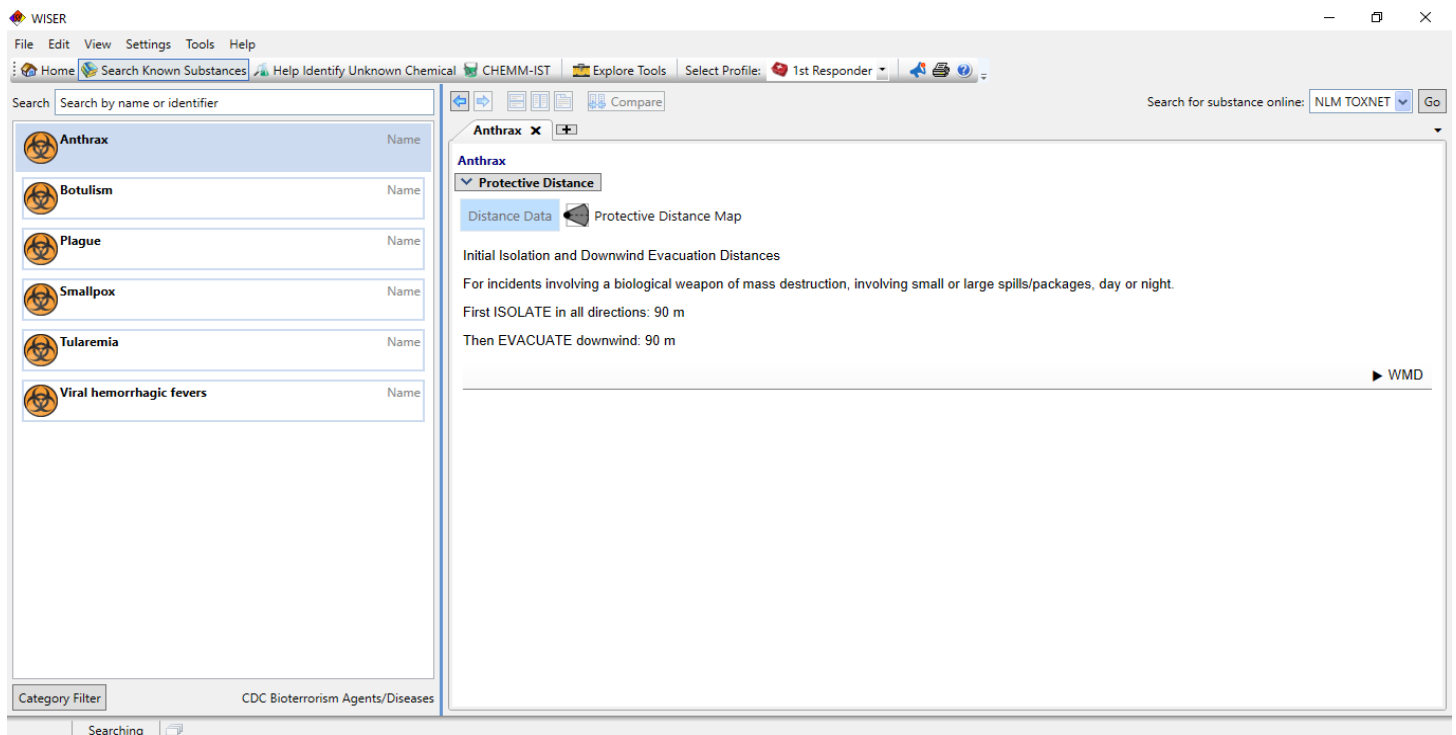 WISER
File Edit View Settings Tools Help
Home Search Known Substances Help Identify Unknown Chemical CHEMM-IST Explore Tools Select Profile: 1st Responder
Search Search by name or identifier
Compare
Search for substance online: NLM TOXNET Go
Anthrax Name
Botulism Name
Plague Name
Smallpox Name
Tularemia Name
Viral hemorrhagic fevers Name
Category Filter CDC Bioterrorism Agents/Diseases
Anthrax
Anthrax
Protective Distance
Distance Data Protective Distance Map
Initial Isolation and Downwind Evacuation Distances
For incidents involving a biological weapon of mass destruction, involving small or large spills/packages, day or night.
First ISOLATE in all directions: 90 m
Then EVACUATE downwind: 90 m
WMD
Searching